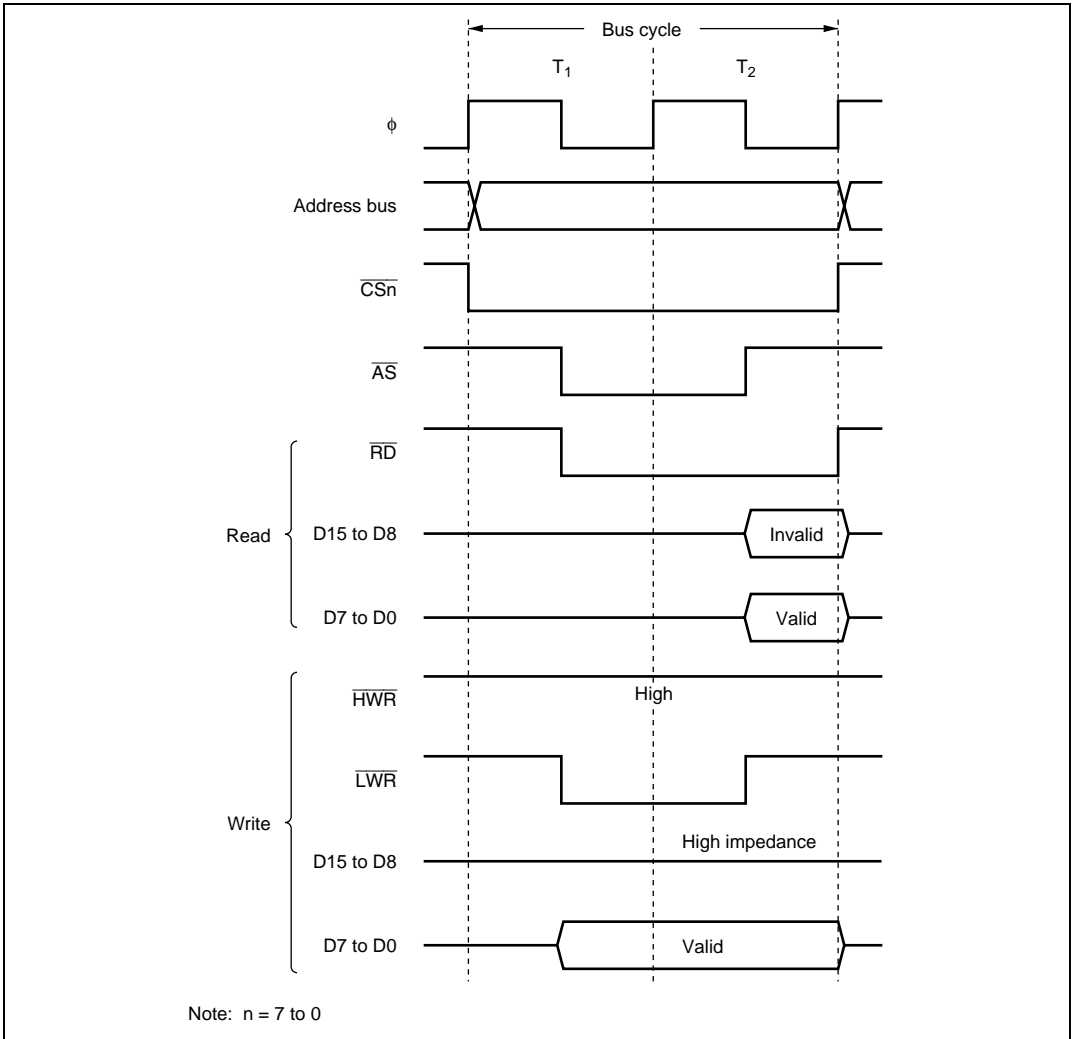 Bus cycle
T1 T2
ϕ
Address bus
CSn
AS
RD
Read
D15 to D8 Invalid
D7 to D0 Valid
HWR High
LWR
Write
High impedance
D15 to D8
D7 to D0 Valid
Note: n = 7 to 0